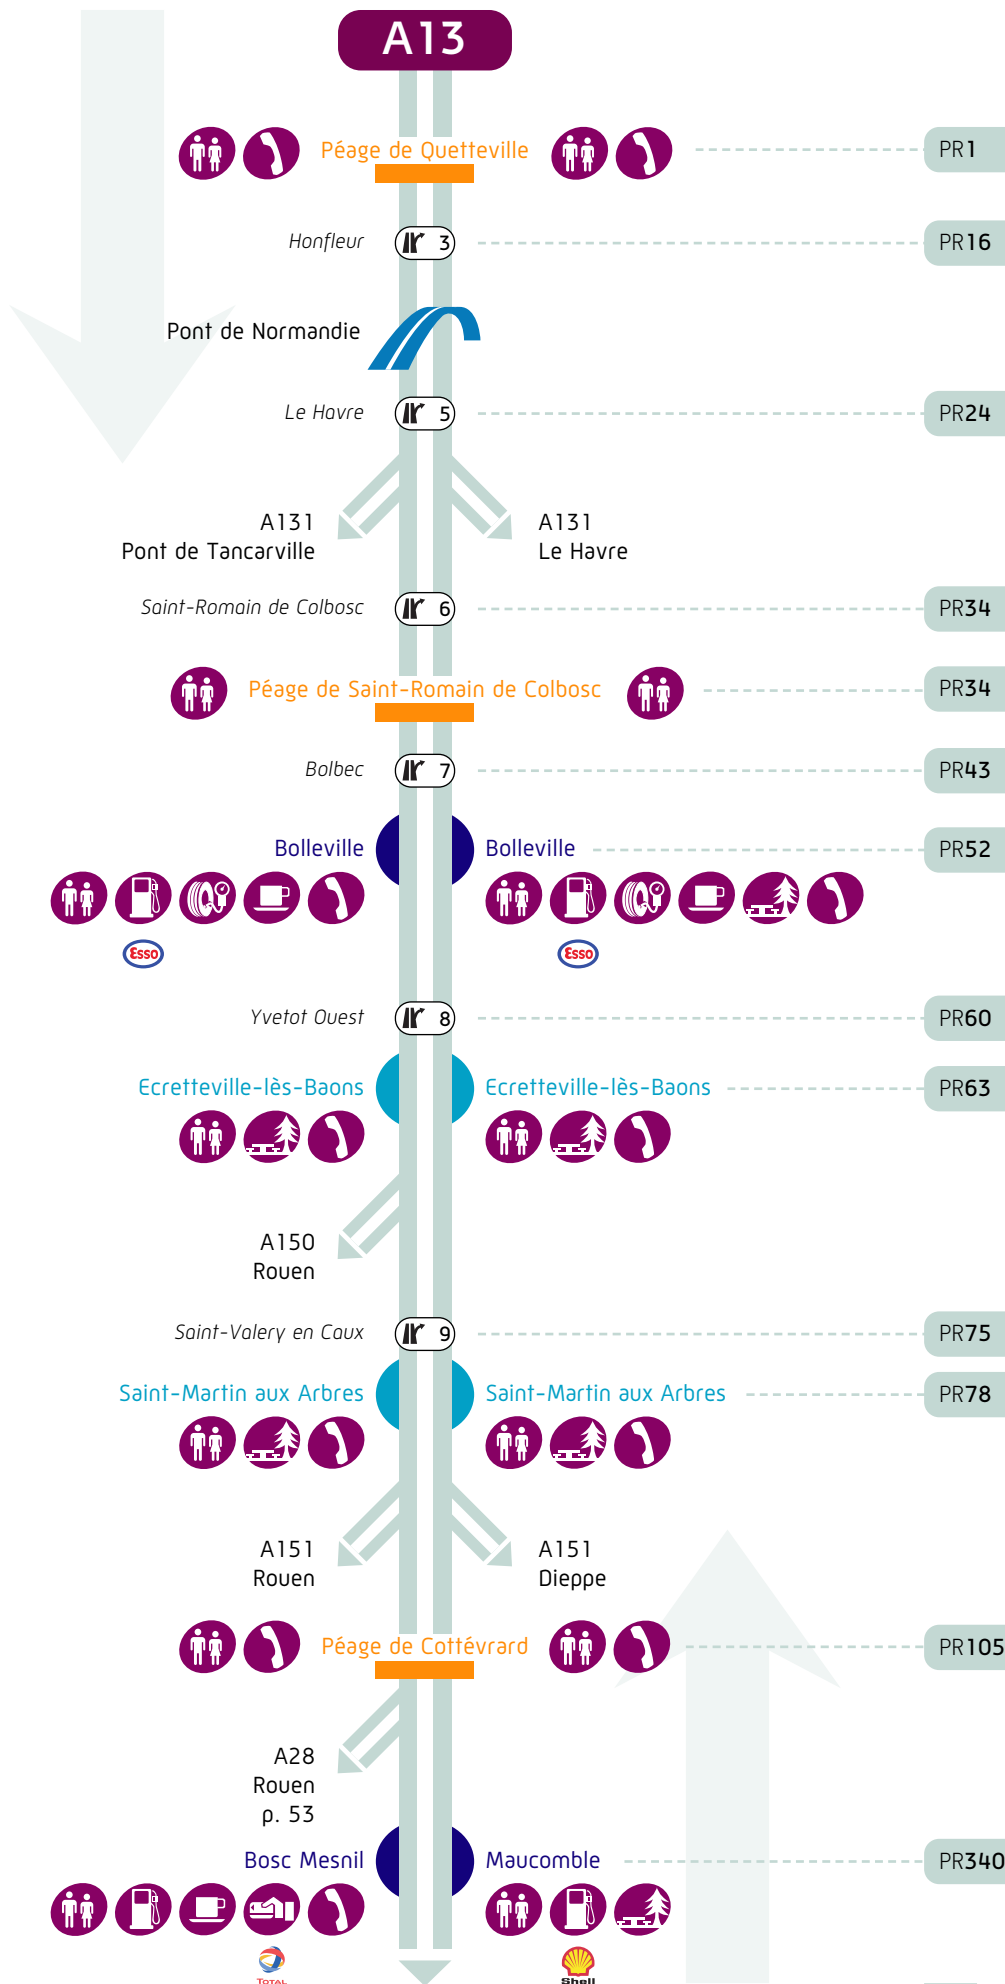 A13
Péage de Quetteville
PR1
Honfleur
3
PR16
Pont de Normandie
Le Havre
5
PR24
A131
Pont de Tancarville
A131
Le Havre
Saint-Romain de Colbosc
6
PR34
Péage de Saint-Romain de Colbosc
PR34
Bolbec
7
PR43
Bolleville
Bolleville
PR52
Esso
Esso
Yvetot Ouest
8
PR60
Ecretteville-lès-Baons
Ecretteville-lès-Baons
PR63
A150
Rouen
Saint-Valery en Caux
9
PR75
Saint-Martin aux Arbres
Saint-Martin aux Arbres
PR78
A151
Rouen
A151
Dieppe
Péage de Cottévrard
PR105
A28
Rouen
p. 53
Bosc Mesnil
Maucomble
PR340
TOTAL
Shell